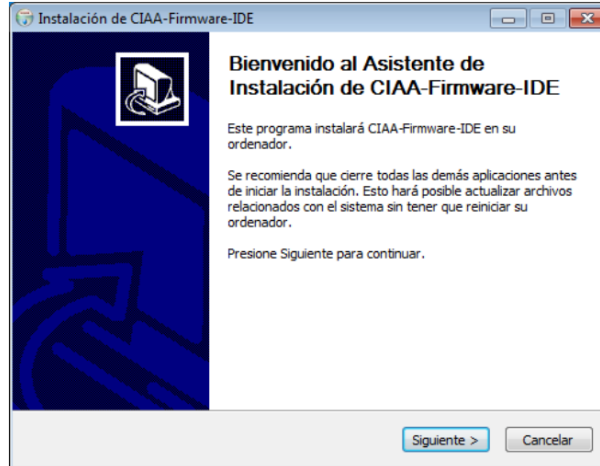 Instalación de CIAA-Firmware-IDE
Bienvenido al Asistente de
Instalación de CIAA-Firmware-IDE
Este programa instalará CIAA-Firmware-IDE en su
ordenador.
Se recomienda que cierre todas las demás aplicaciones antes
de iniciar la instalación. Esto hará posible actualizar archivos
relacionados con el sistema sin tener que reiniciar su
ordenador.
Presione Siguiente para continuar.
Siguiente >
Cancelar